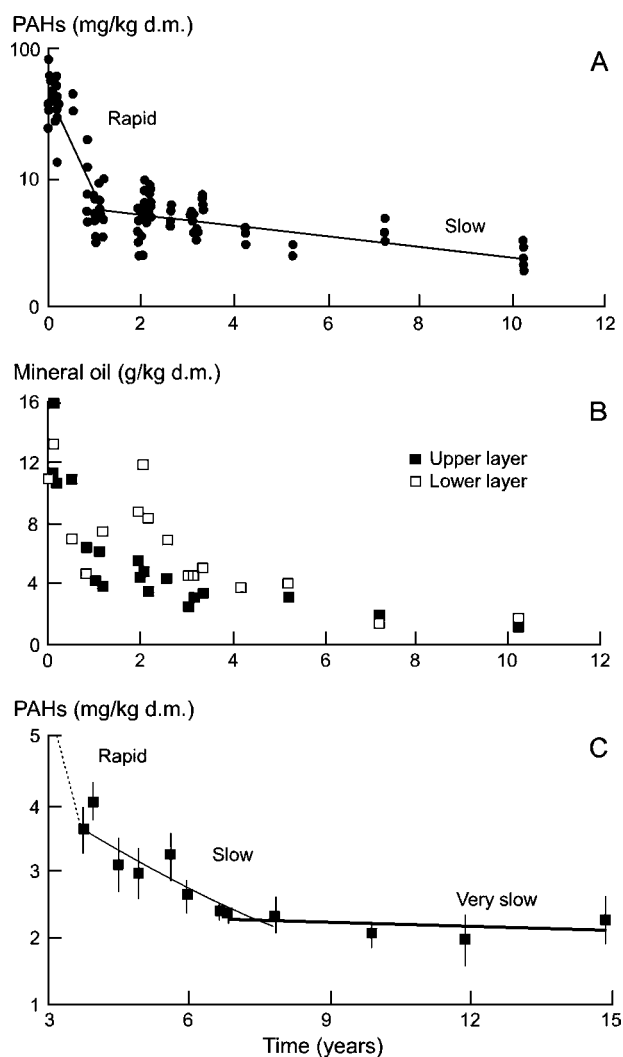 PAHs (mg/kg d.m.)
100
A
Rapid
10
Slow
0
0 2 4 6 8 10 12
Mineral oil (g/kg d.m.)
16
B
12
Upper layer
Lower layer
8
4
0
0 2 4 6 8 10 12
PAHs (mg/kg d.m.)
5
C
Rapid
4
Slow
3
Very slow
2
1
3 6 9 12 15
Time (years)